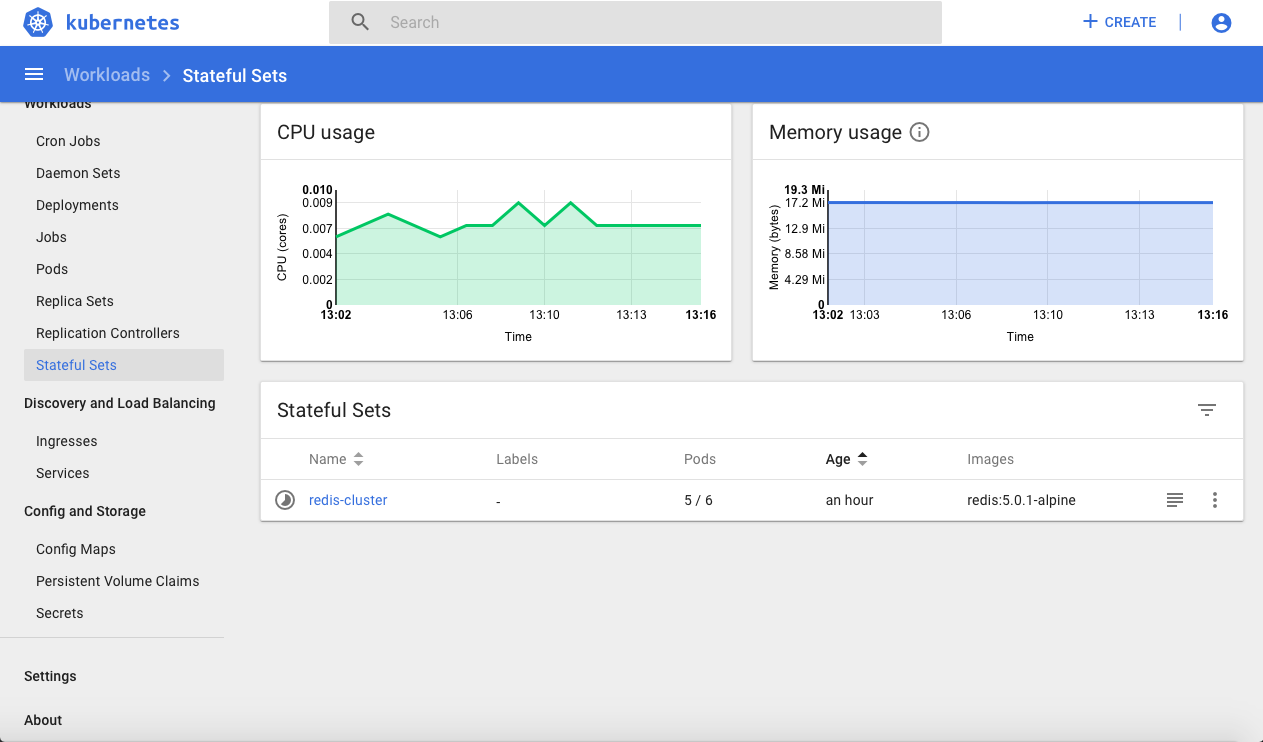 kubernetes
Search
+ CREATE |
Workloads > Stateful Sets
Workloads
Cron Jobs
Daemon Sets
Deployments
Jobs
Pods
Replica Sets
Replication Controllers
Stateful Sets
Discovery and Load Balancing
Ingresses
Services
Config and Storage
Config Maps
Persistent Volume Claims
Secrets
Settings
About
CPU usage
CPU (cores)
0.010
0.009
0.007
0.004
0.002
0
13:02 13:06 13:10 13:13 13:16
Time
Memory usage
Memory (bytes)
19.3 Mi
17.2 Mi
12.9 Mi
8.58 Mi
4.29 Mi
0
13:02 13:03 13:06 13:10 13:13 13:16
Time
Stateful Sets
Name Labels Pods Age Images
redis-cluster - 5 / 6 an hour redis:5.0.1-alpine